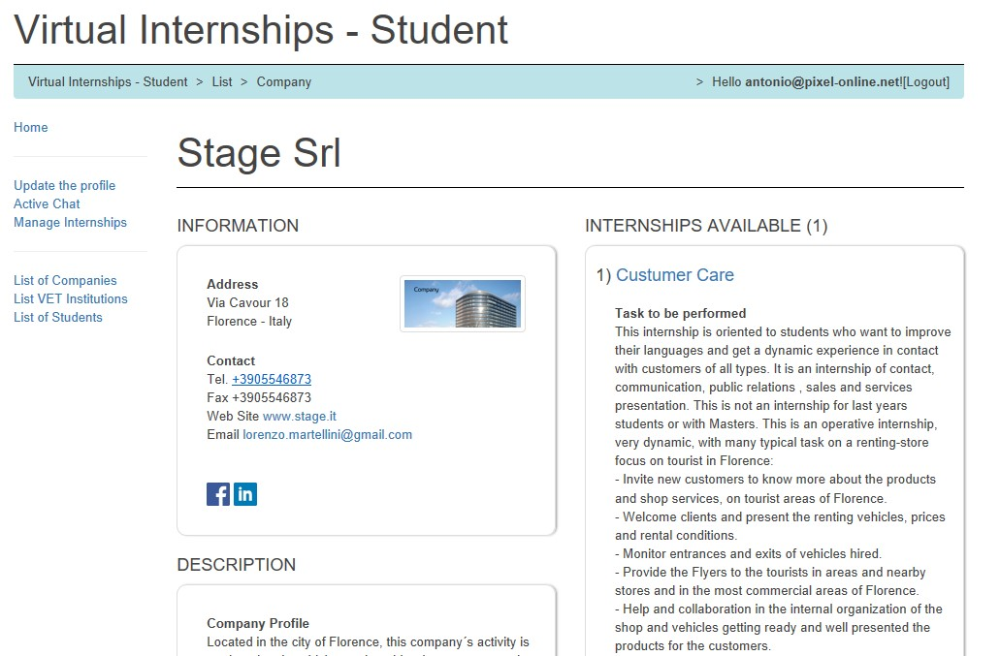 Virtual Internships - Student
Virtual Internships - Student > List > Company
> Hello antonio@pixel-online.net![Logout]
Home
Update the profile
Active Chat
Manage Internships
List of Companies
List VET Institutions
List of Students
Stage Srl
INFORMATION
Address
Via Cavour 18
Florence - Italy
Company
Contact
Tel. +3905546873
Fax +3905546873
Web Site www.stage.it
Email lorenzo.martellini@gmail.com
f in
DESCRIPTION
Company Profile
Located in the city of Florence, this company´s activity is
INTERNSHIPS AVAILABLE (1)
1) Custumer Care
Task to be performed
This internship is oriented to students who want to improve
their languages and get a dynamic experience in contact
with customers of all types. It is an internship of contact,
communication, public relations , sales and services
presentation. This is not an internship for last years
students or with Masters. This is an operative internship,
very dynamic, with many typical task on a renting-store
focus on tourist in Florence:
- Invite new customers to know more about the products
and shop services, on tourist areas of Florence.
- Welcome clients and present the renting vehicles, prices
and rental conditions.
- Monitor entrances and exits of vehicles hired.
- Provide the Flyers to the tourists in areas and nearby
stores and in the most commercial areas of Florence.
- Help and collaboration in the internal organization of the
shop and vehicles getting ready and well presented the
products for the customers.